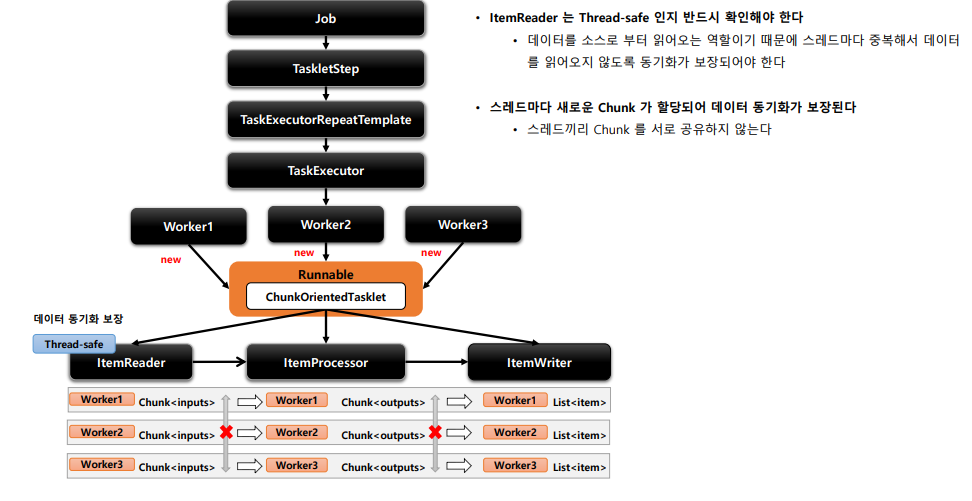 Job
TaskletStep
TaskExecutorRepeatTemplate
TaskExecutor
Worker1
Worker2
Worker3
new
new
new
Runnable
ChunkOrientedTasklet
데이터 동기화 보장
Thread-safe
ItemReader
ItemProcessor
ItemWriter
Worker1 Chunk<inputs> Worker1 Chunk<outputs> Worker1 List<item>
Worker2 Chunk<inputs> Worker2 Chunk<outputs> Worker2 List<item>
Worker3 Chunk<inputs> Worker3 Chunk<outputs> Worker3 List<item>
• ItemReader 는 Thread-safe 인지 반드시 확인해야 한다
• 데이터를 소스로 부터 읽어오는 역할이기 때문에 스레드마다 중복해서 데이터
를 읽어오지 않도록 동기화가 보장되어야 한다
• 스레드마다 새로운 Chunk 가 할당되어 데이터 동기화가 보장된다
• 스레드끼리 Chunk 를 서로 공유하지 않는다